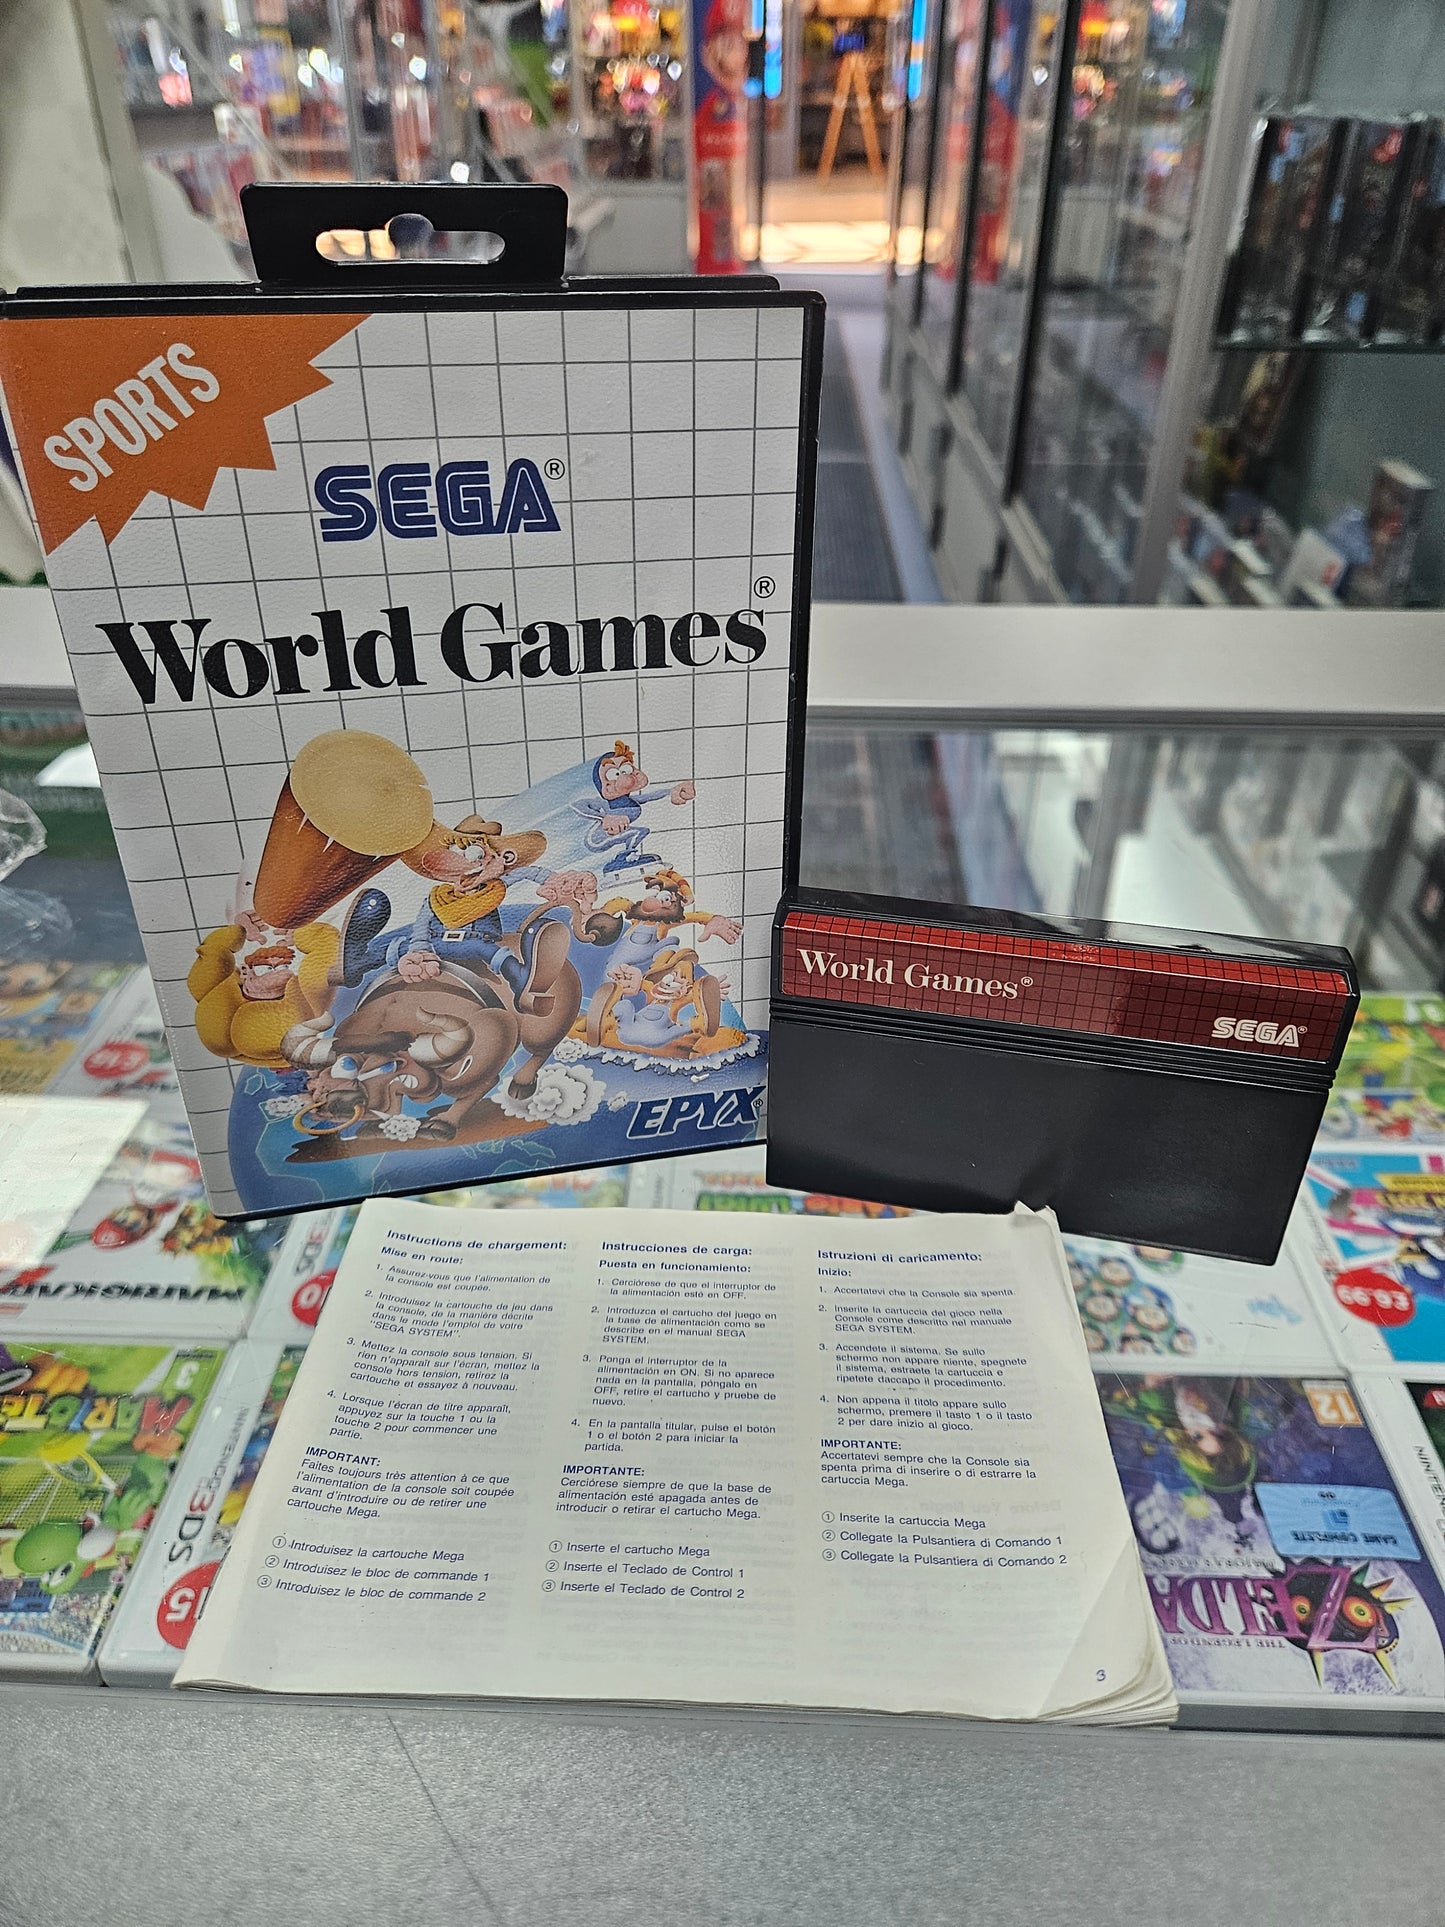 SPORTS
SEGA®
World Games®
EPYX®
World Games®
SEGA®
Instructions de chargement:
Mise en route:
1. Assurez-vous que l'alimentation de
la console est coupée.
2. Introduisez la cartouche de jeu dans
la console, de la manière décrite
dans le mode l'emploi de votre
"SEGA SYSTEM".
3. Mettez la console sous tension. Si
rien n'apparaît sur l'écran, mettez la
console hors tension, retirez la
cartouche et essayez à nouveau.
4. Lorsque l'écran de titre apparaît,
appuyez sur la touche 1 ou la
touche 2 pour commencer une
partie.
IMPORTANT:
Faites toujours très attention à ce que
l'alimentation de la console soit coupée
avant d'introduire ou de retirer une
cartouche Mega.
① Introduisez la cartouche Mega
② Introduisez le bloc de commande 1
③ Introduisez le bloc de commande 2
Instrucciones de carga:
Puesta en funcionamiento:
1. Cerciórese de que el interruptor de
la alimentación esté en OFF.
2. Introduzca el cartucho del juego en
la base de alimentación como se
describe en el manual SEGA
SYSTEM.
3. Ponga el interruptor de la
alimentación en ON. Si no aparece
nada en la pantalla, póngalo en
OFF, retire el cartucho y pruebe de
nuevo.
4. En la pantalla titular, pulse el botón
1 o el botón 2 para iniciar la
partida.
IMPORTANTE:
Cerciórese siempre de que la base de
alimentación esté apagada antes de
introducir o retirar el cartucho Mega.
① Inserte el cartucho Mega
② Inserte el Teclado de Control 1
③ Inserte el Teclado de Control 2
Istruzioni di caricamento:
Inizio:
1. Accertatevi che la Console sia spenta.
2. Inserite la cartuccia del gioco nella
Console come descritto nel manuale
SEGA SYSTEM.
3. Accendete il sistema. Se sullo
schermo non appare niente, spegnete
il sistema, estraete la cartuccia e
ripetete daccapo il procedimento.
4. Non appena il titolo appare sullo
schermo, premere il tasto 1 o il tasto
2 per dare inizio al gioco.
IMPORTANTE:
Accertatevi sempre che la Console sia
spenta prima di inserire o di estrarre la
cartuccia Mega.
① Inserite la cartuccia Mega
② Collegate la Pulsantiera di Comando 1
③ Collegate la Pulsantiera di Comando 2
3
MARIOKART
3DS
£6.99
12
GAME COMPLETE
THE LEGEND OF
ZELDA